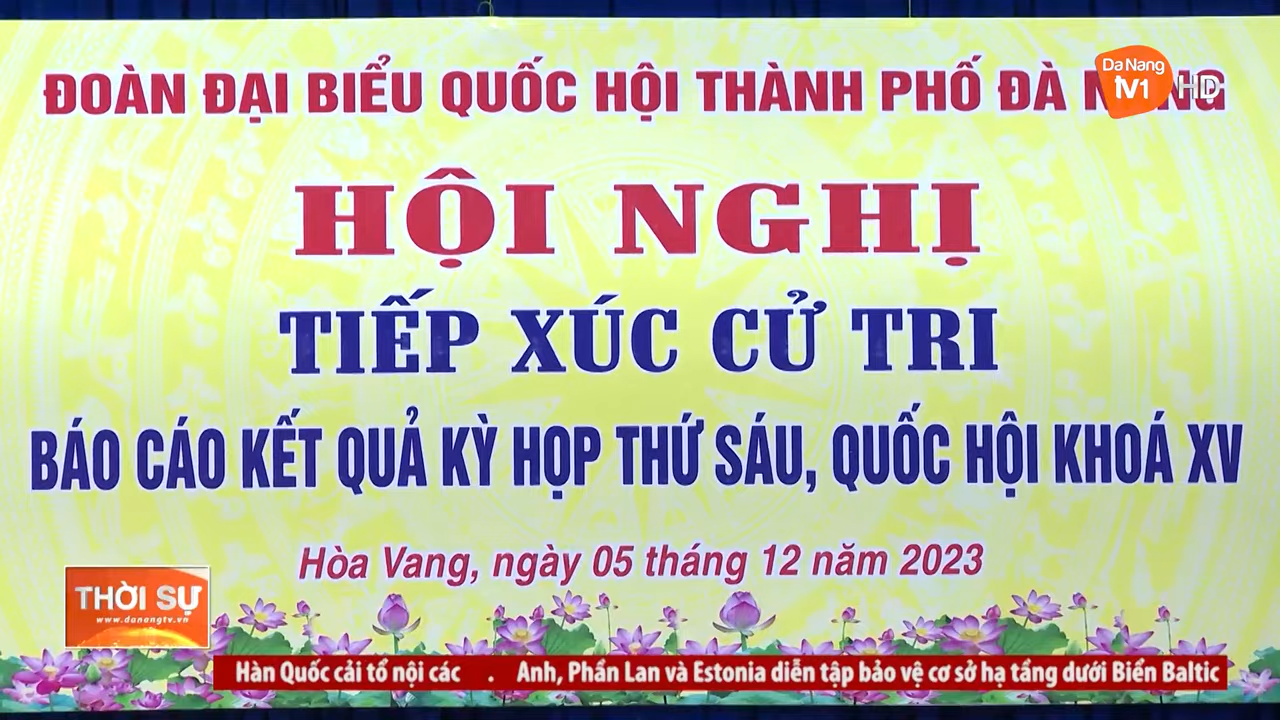 ĐOÀN ĐẠI BIỂU QUỐC HỘI THÀNH PHỐ ĐÀ NẴNG
Da Nang
tv1 HD
HỘI NGHỊ
TIẾP XÚC CỬ TRI
BÁO CÁO KẾT QUẢ KỲ HỌP THỨ SÁU, QUỐC HỘI KHOÁ XV
Hòa Vang, ngày 05 tháng 12 năm 2023
THỜI SỰ
www.danangtv.vn
Hàn Quốc cải tổ nội các . Anh, Phần Lan và Estonia diễn tập bảo vệ cơ sở hạ tầng dưới Biển Baltic